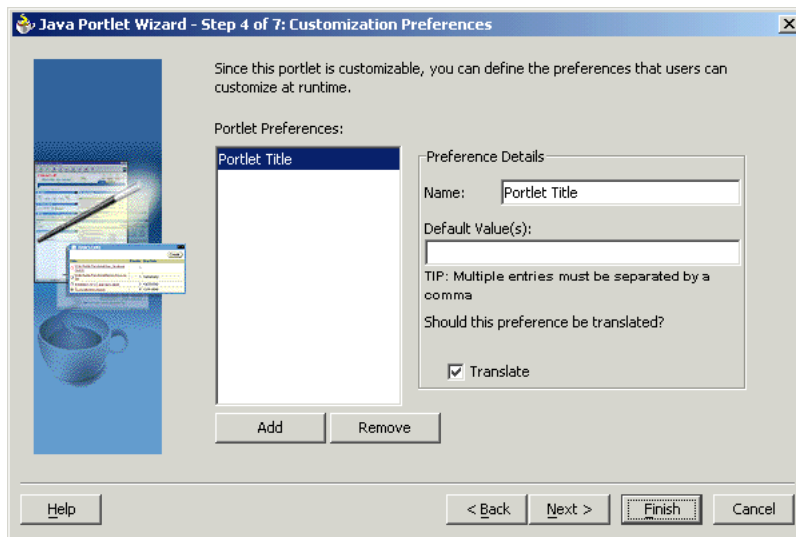 Java Portlet Wizard - Step 4 of 7: Customization Preferences
Since this portlet is customizable, you can define the preferences that users can
customize at runtime.
Portlet Preferences:
Portlet Title
Preference Details
Name: Portlet Title
Default Value(s):
TIP: Multiple entries must be separated by a
comma
Should this preference be translated?
Translate
Add Remove
Help < Back Next > Finish Cancel